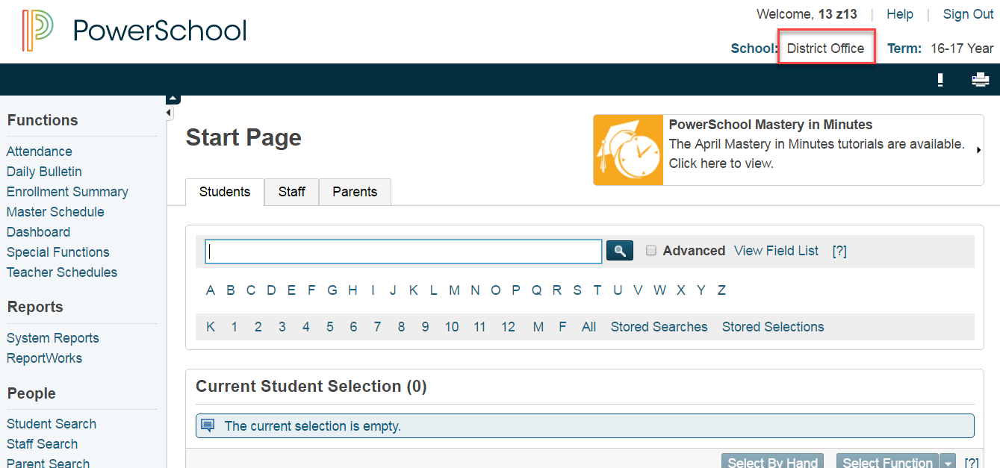 PowerSchool
Welcome, 13 z13 | Help | Sign Out
School: District Office Term: 16-17 Year
Functions
Attendance
Daily Bulletin
Enrollment Summary
Master Schedule
Dashboard
Special Functions
Teacher Schedules
Reports
System Reports
ReportWorks
People
Student Search
Staff Search
Parent Search
Start Page
PowerSchool Mastery in Minutes
The April Mastery in Minutes tutorials are available.
Click here to view.
Students Staff Parents
Advanced View Field List [?]
A B C D E F G H I J K L M N O P Q R S T U V W X Y Z
K 1 2 3 4 5 6 7 8 9 10 11 12 M F All Stored Searches Stored Selections
Current Student Selection (0)
The current selection is empty.
Select By Hand Select Function [?]